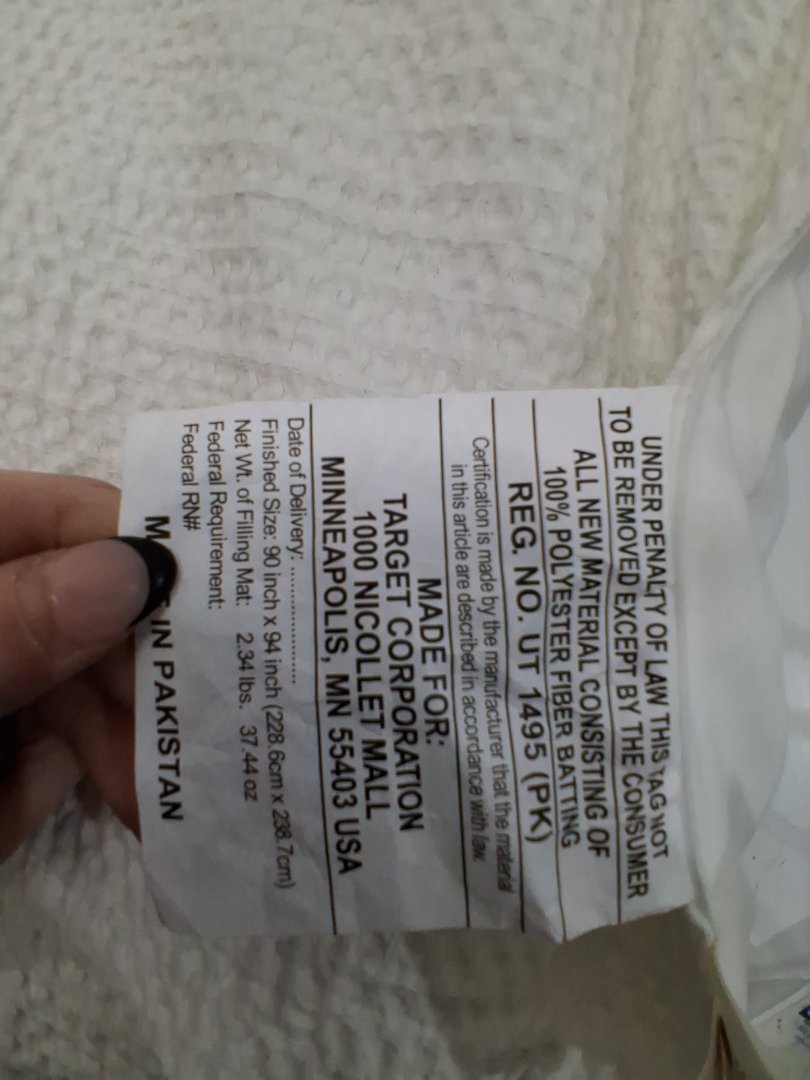 UNDER PENALTY OF LAW THIS TAG NOT
TO BE REMOVED EXCEPT BY THE CONSUMER
ALL NEW MATERIAL CONSISTING OF
100% POLYESTER FIBER BATTING
REG. NO. UT 1495 (PK)
Certification is made by the manufacturer that the material
in this article are described in accordance with law.
MADE FOR:
TARGET CORPORATION
1000 NICOLLET MALL
MINNEAPOLIS, MN 55403 USA
Date of Delivery: ........................
Finished Size: 90 inch x 94 inch (228.6cm x 238.7cm)
Net Wt. of Filling Mat: 2.34 lbs. 37.44 oz
Federal Requirement:
Federal RN#
IN PAKISTAN